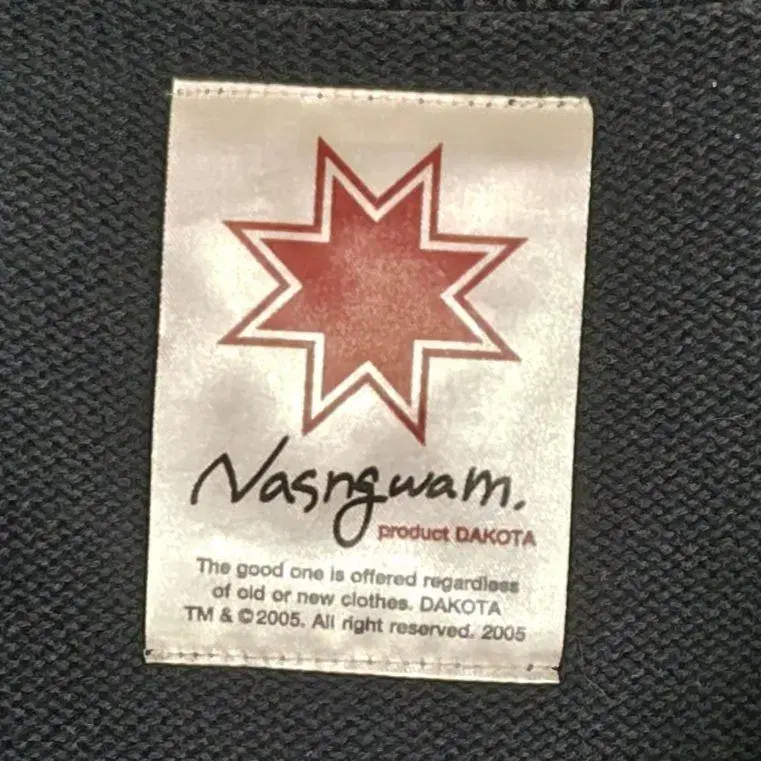 Nasngwam.
product DAKOTA
The good one is offered regardless
of old or new clothes. DAKOTA
TM & ©2005. All right reserved. 2005